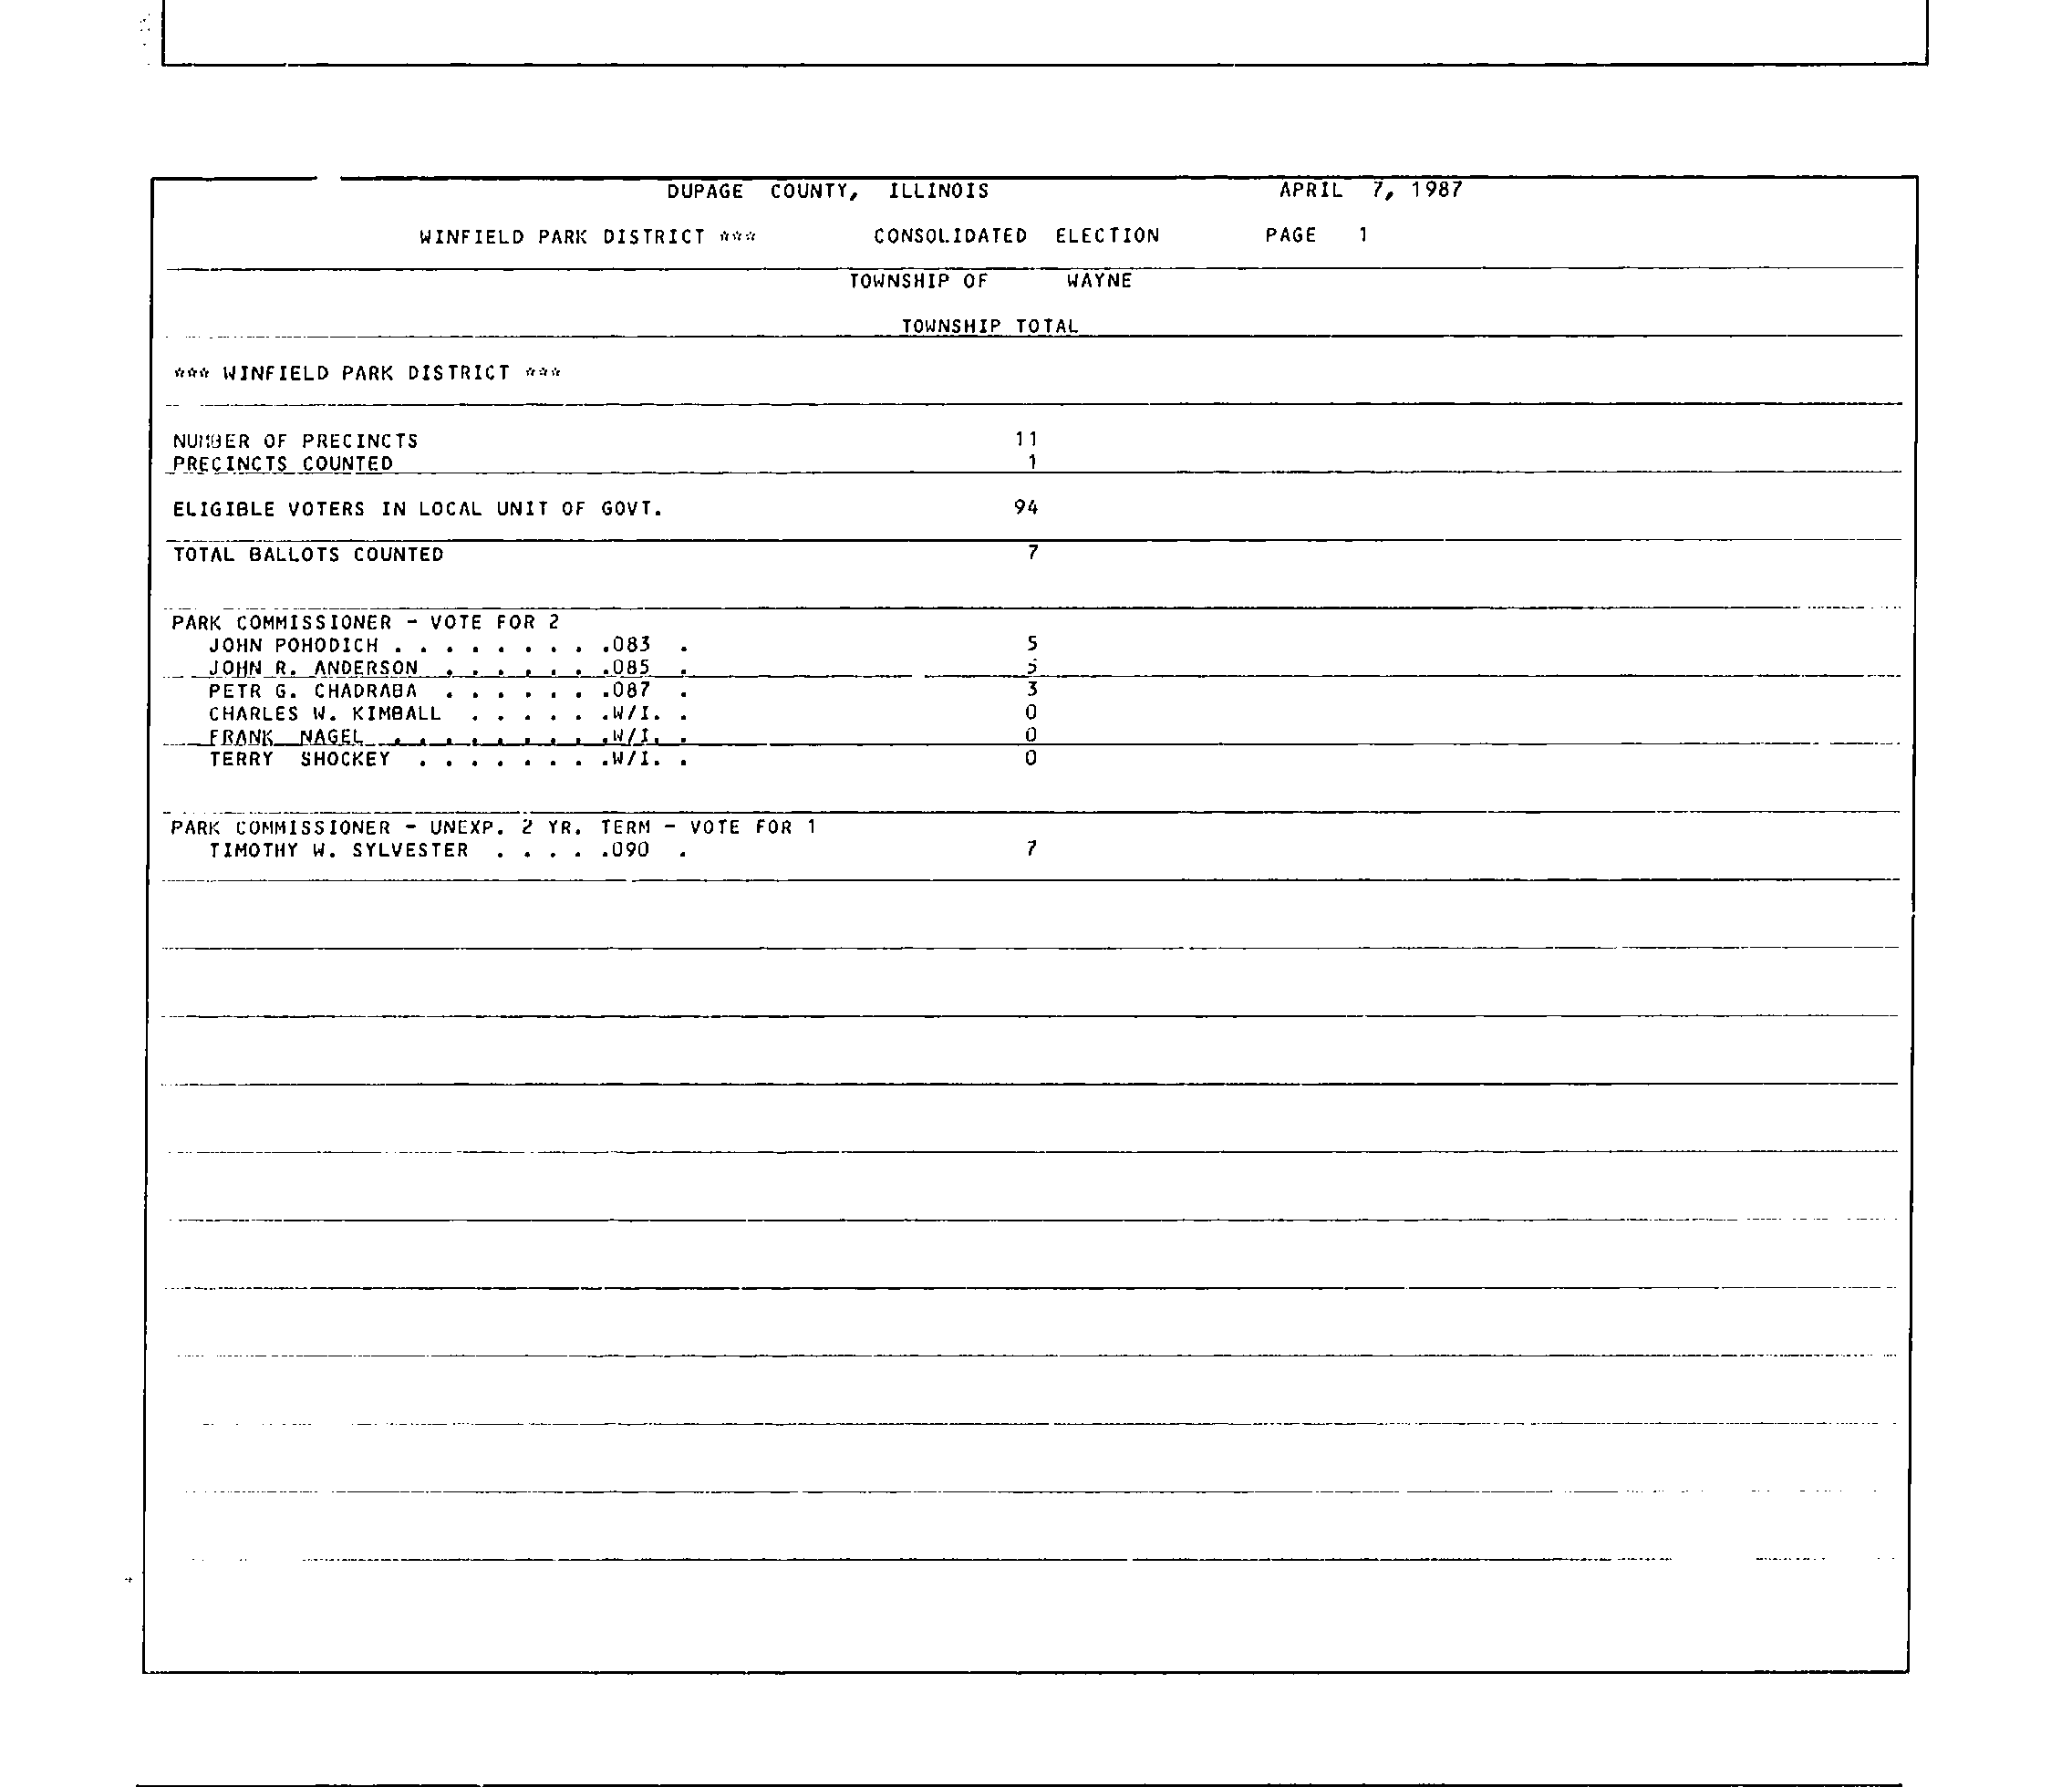 DUPAGE COUNTY, ILLINOIS APRIL 7, 1987
WINFIELD PARK DISTRICT *** CONSOLIDATED ELECTION PAGE 1
TOWNSHIP OF WAYNE
TOWNSHIP TOTAL
*** WINFIELD PARK DISTRICT ***
NUMBER OF PRECINCTS 11
PRECINCTS COUNTED 1
ELIGIBLE VOTERS IN LOCAL UNIT OF GOVT. 94
TOTAL BALLOTS COUNTED 7
PARK COMMISSIONER - VOTE FOR 2
JOHN POHODICH . . . . . . . . .083 . 5
JOHN R. ANDERSON . . . . . . .085 . 5
PETR G. CHADRABA . . . . . . .087 . 3
CHARLES W. KIMBALL . . . . . .W/I. . 0
FRANK NAGEL . . . . . . . . .W/I. . 0
TERRY SHOCKEY . . . . . . . .W/I. . 0
PARK COMMISSIONER - UNEXP. 2 YR. TERM - VOTE FOR 1
TIMOTHY W. SYLVESTER . . . . .090 . 7